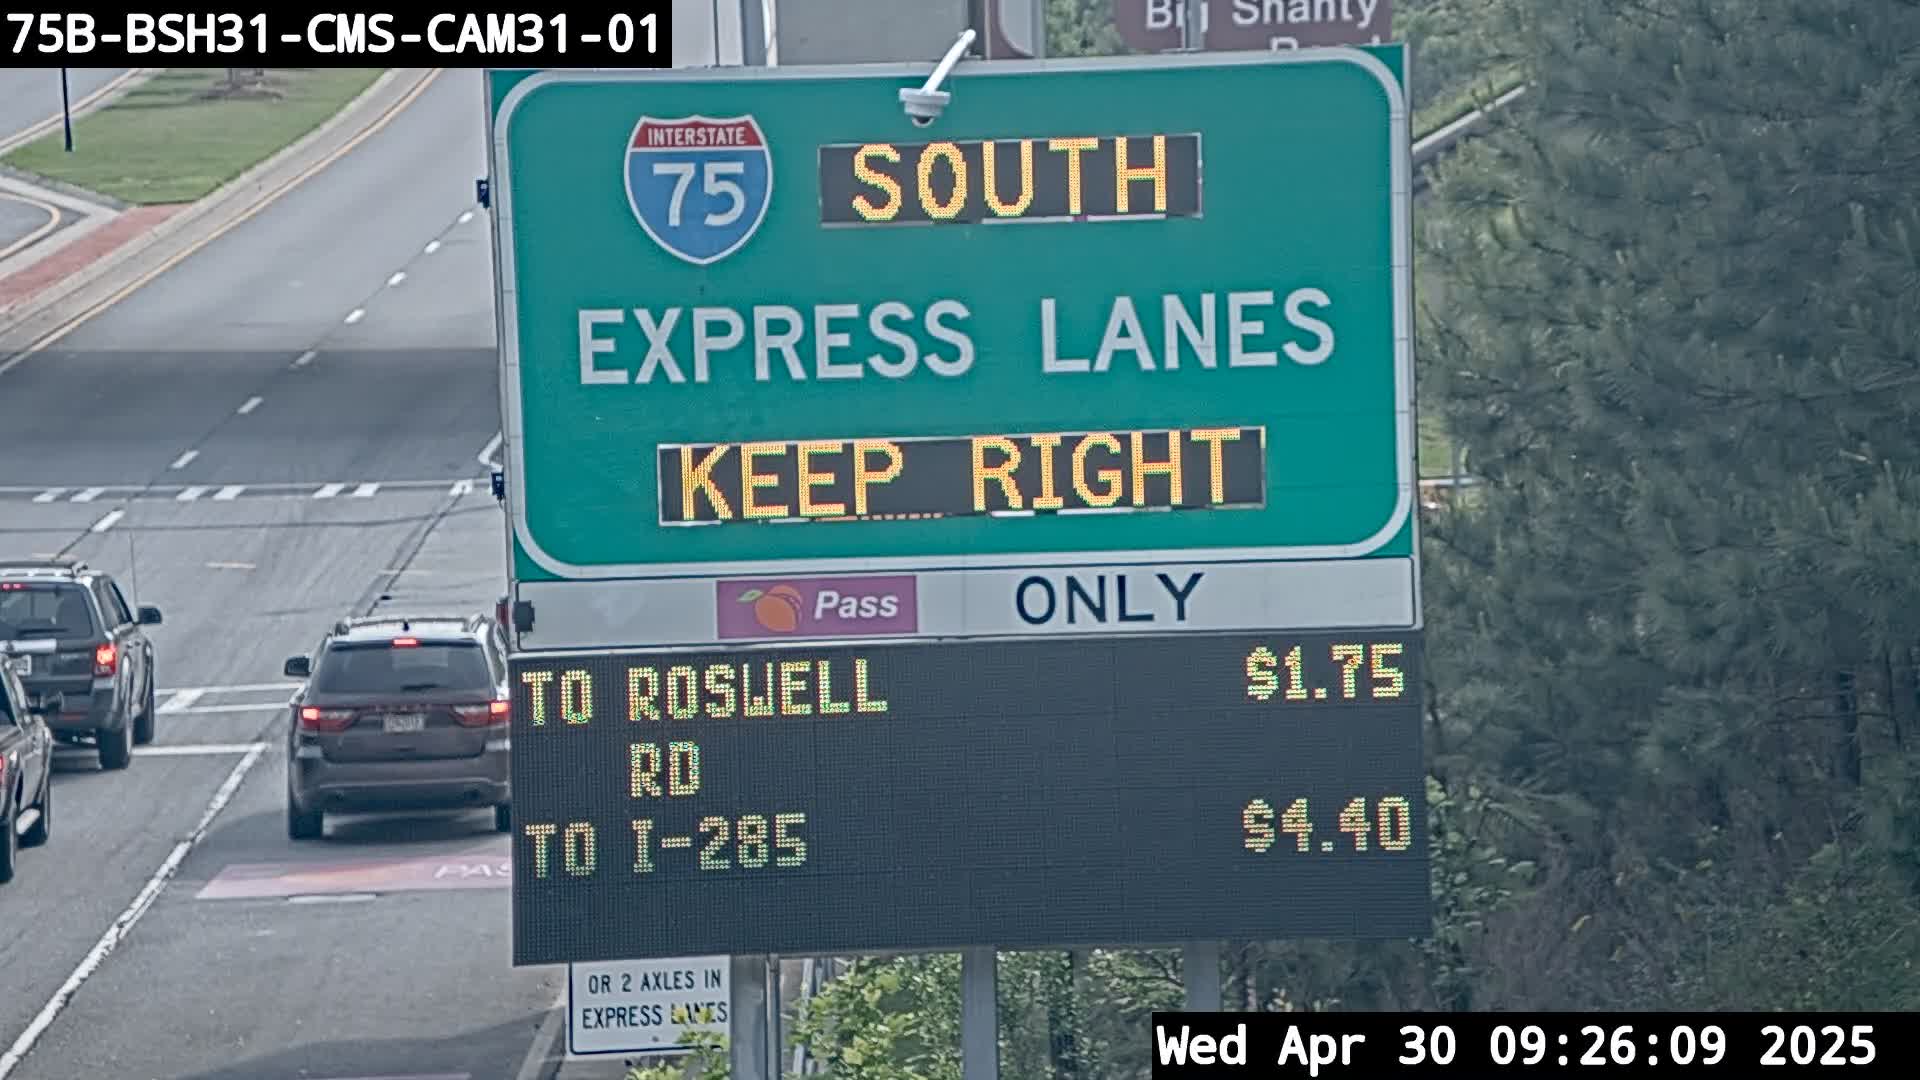 75B-BSH31-CMS-CAM31-01
Big Shanty
Road
INTERSTATE
75
SOUTH
EXPRESS LANES
KEEP RIGHT
Pass
ONLY
TO ROSWELL $1.75
RD
TO I-285 $4.40
OR 2 AXLES IN
EXPRESS LANES
Wed Apr 30 09:26:09 2025